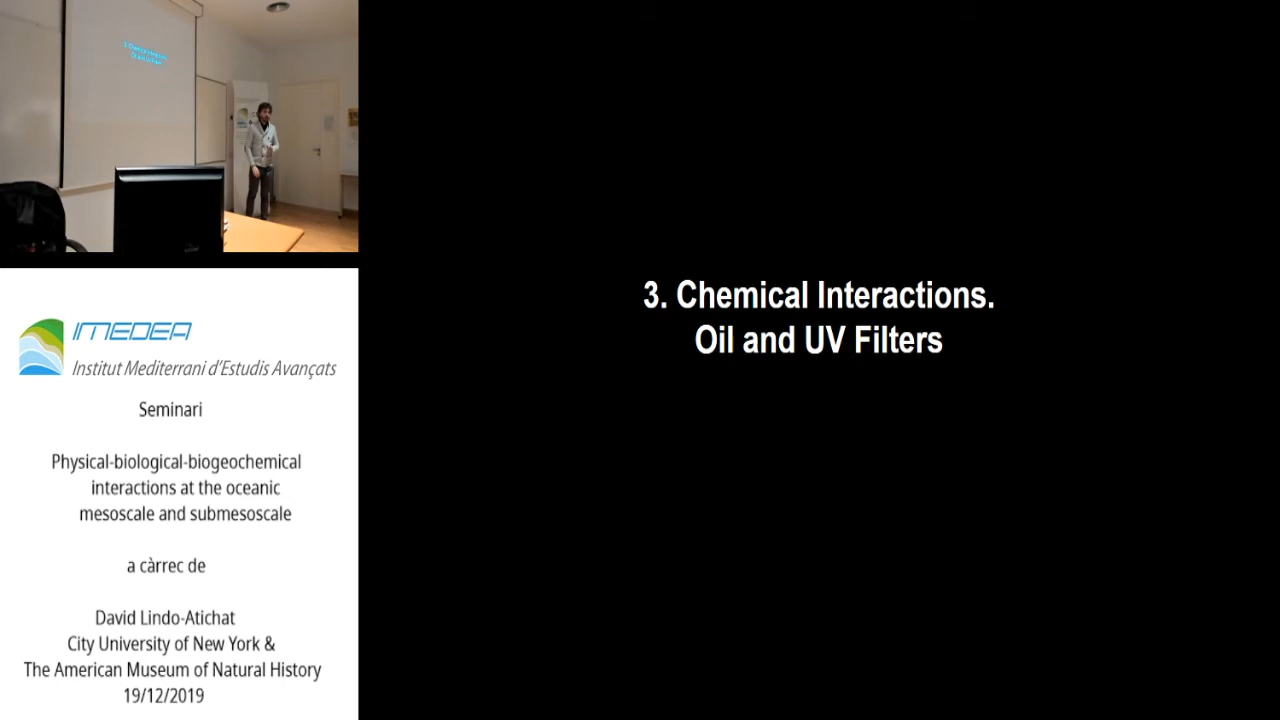 3. Chemical Interactions.
Oil and UV Filters
IMEDEA
Institut Mediterrani d'Estudis Avançats
Seminari
Physical-biological-biogeochemical
interactions at the oceanic
mesoscale and submesoscale
a càrrec de
David Lindo-Atichat
City University of New York &
The American Museum of Natural History
19/12/2019